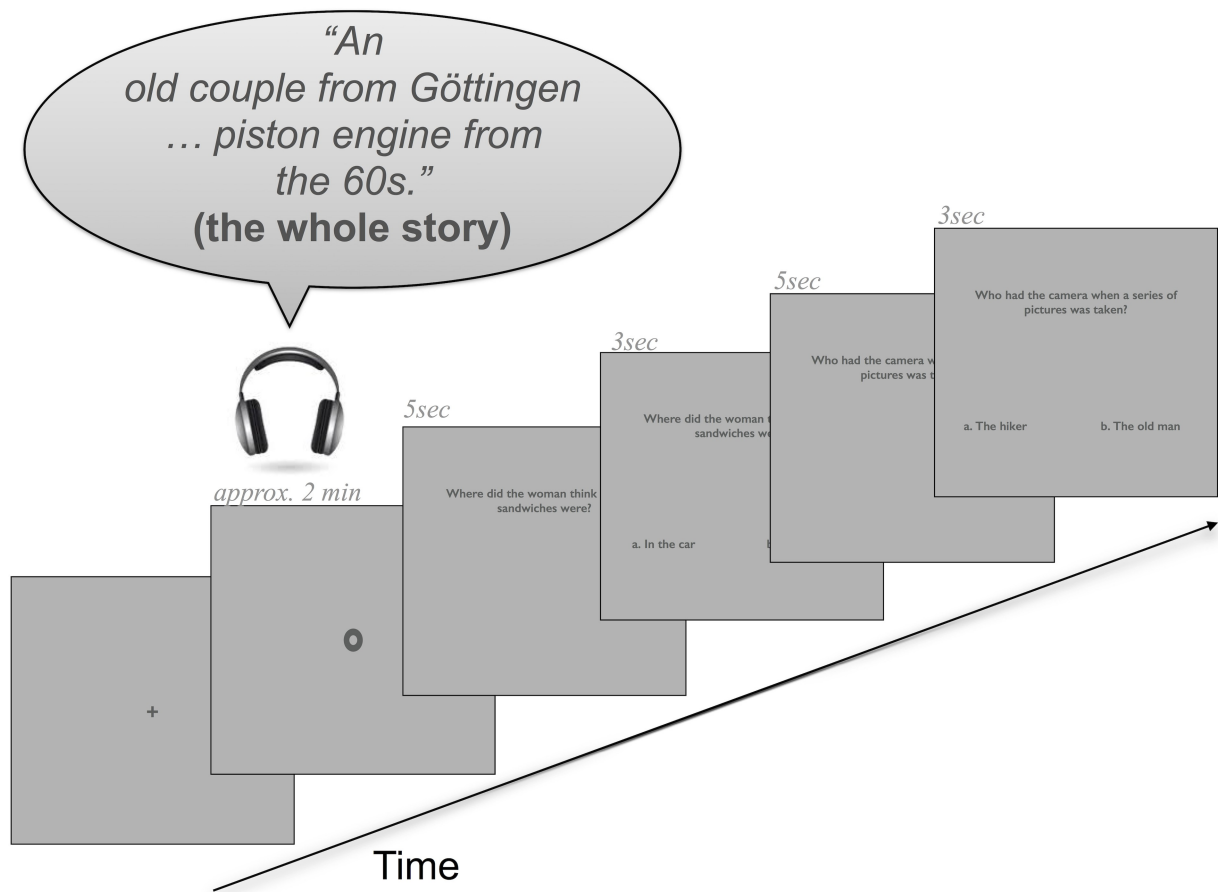 “An
old couple from Göttingen
… piston engine from
the 60s.”
(the whole story)
3sec
Who had the camera when a series of
pictures was taken?
a. The hiker b. The old man
5sec
Who had the camera
pictures was
3sec
Where did the woman
sandwiches
a. In the car
5sec
Where did the woman think
sandwiches were?
approx. 2 min
+
Time